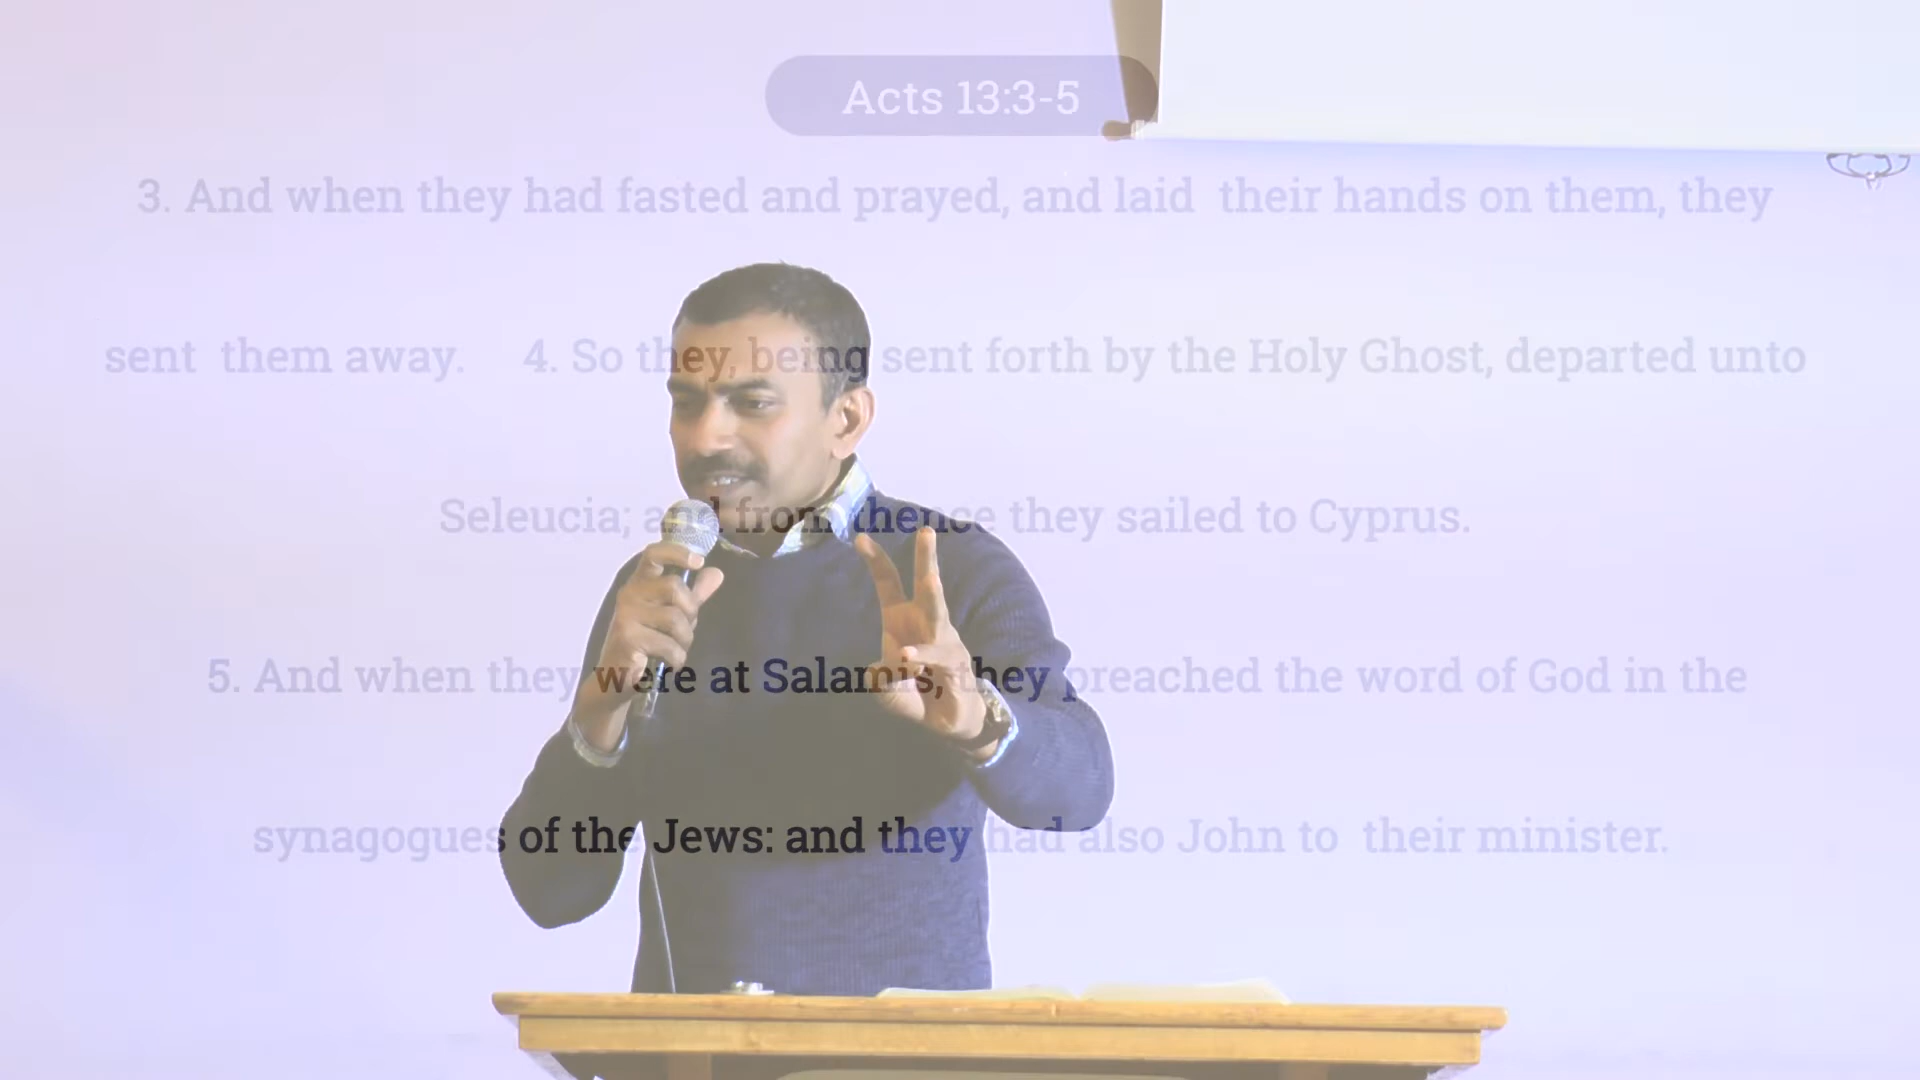 Acts 13:3-5
3. And when they had fasted and prayed, and laid their hands on them, they
sent them away. 4. So they, being sent forth by the Holy Ghost, departed unto
Seleucia; and from thence they sailed to Cyprus.
5. And when they were at Salamis, they preached the word of God in the
synagogues of the Jews: and they had also John to their minister.